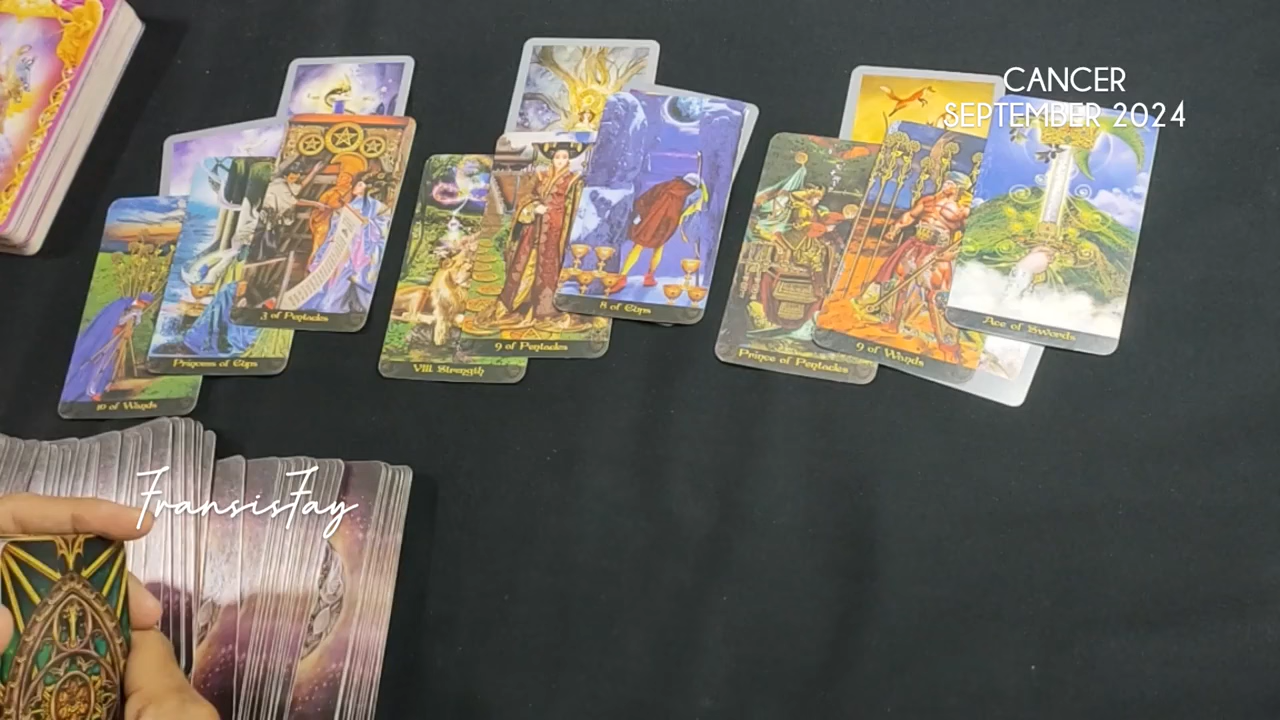 CANCER
SEPTEMBER 2024
3 of Pentacles
Princess of Cups
10 of Wands
8 of Cups
9 of Pentacles
VIII Strength
Ace of Swords
9 of Wands
Prince of Pentacles
FransisFay